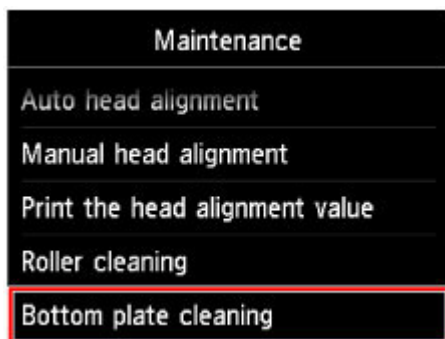 Maintenance
Auto head alignment
Manual head alignment
Print the head alignment value
Roller cleaning
Bottom plate cleaning